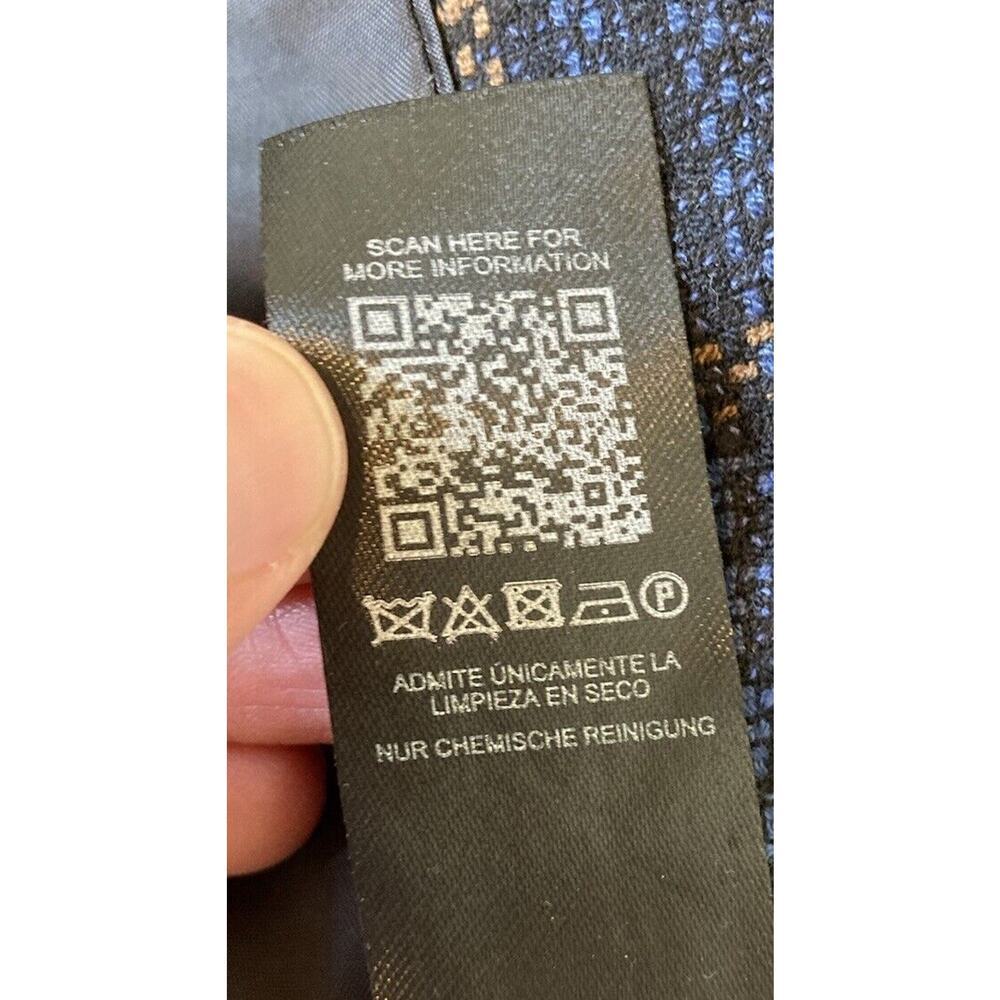 SCAN HERE FOR
MORE INFORMATION
P
ADMITE ÚNICAMENTE LA
LIMPIEZA EN SECO
NUR CHEMISCHE REINIGUNG